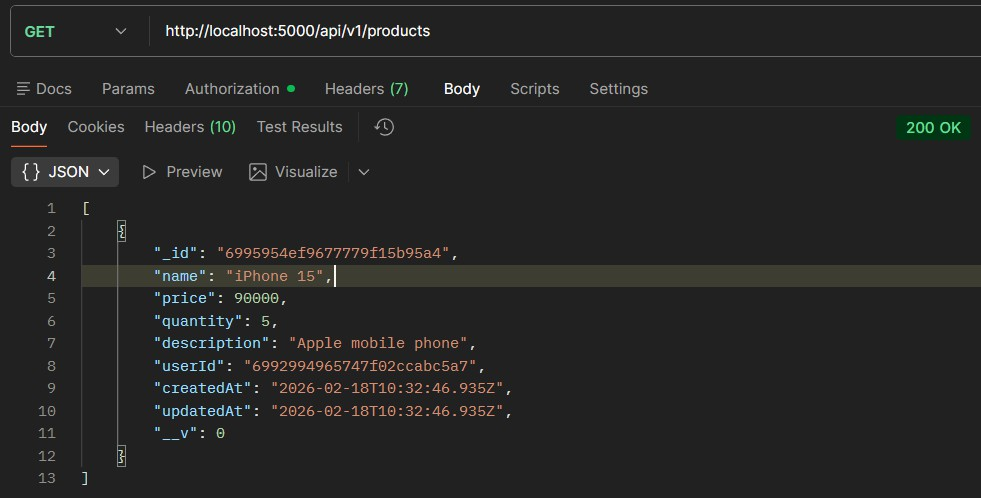 GET http://localhost:5000/api/v1/products
Docs Params Authorization Headers (7) Body Scripts Settings
Body Cookies Headers (10) Test Results 200 OK
{} JSON Preview Visualize
1 [
2 {
3 "_id": "6995954ef9677779f15b95a4",
4 "name": "iPhone 15",
5 "price": 90000,
6 "quantity": 5,
7 "description": "Apple mobile phone",
8 "userId": "6992994965747f02ccabc5a7",
9 "createdAt": "2026-02-18T10:32:46.935Z",
10 "updatedAt": "2026-02-18T10:32:46.935Z",
11 "__v": 0
12 }
13 ]